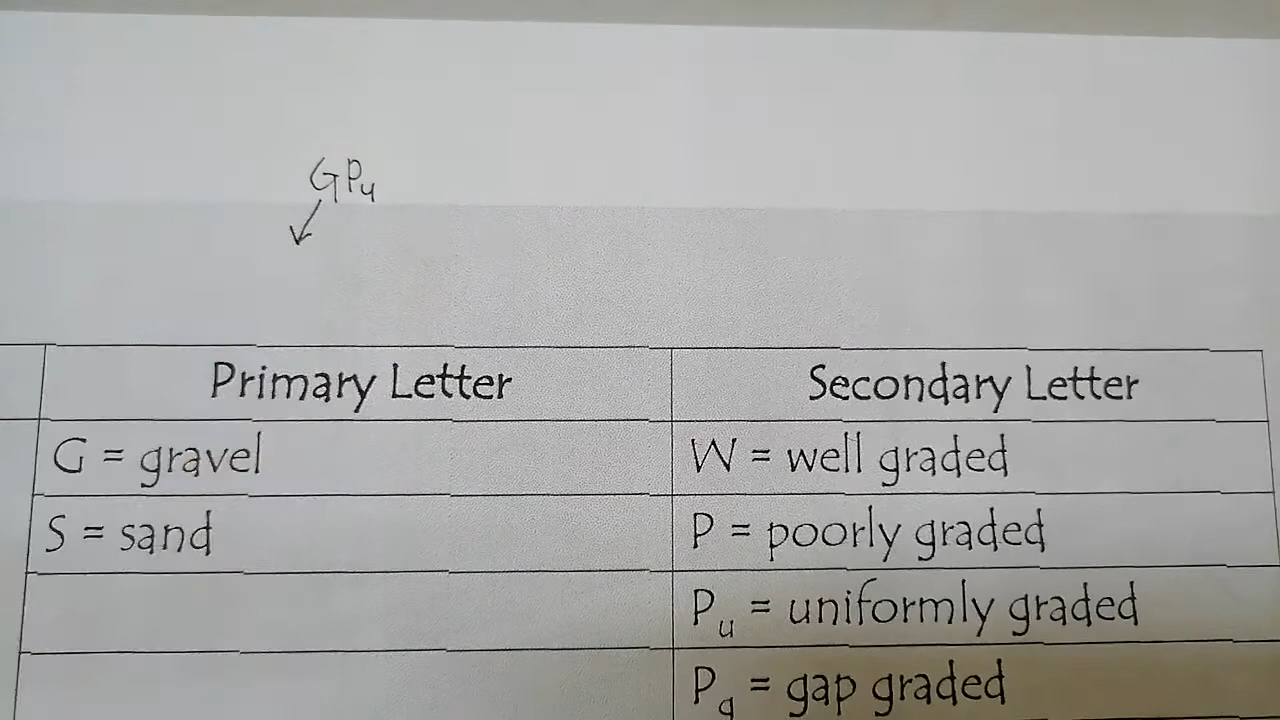 GPu
Primary Letter Secondary Letter
G = gravel W = well graded
S = sand P = poorly graded
Pu = uniformly graded
Pg = gap graded